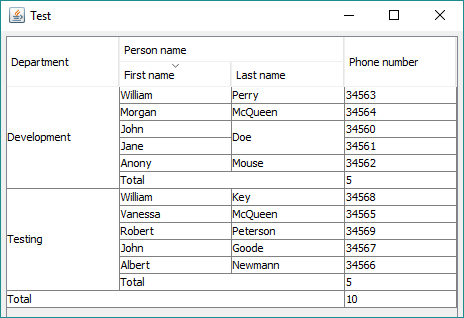 Test
Department Person name Phone number
First name Last name
Development
William Perry 34563
Morgan McQueen 34564
John Doe 34560
Jane 34561
Anony Mouse 34562
Total 5
Testing
William Key 34568
Vanessa McQueen 34565
Robert Peterson 34569
John Goode 34567
Albert Newmann 34566
Total 5
Total 10